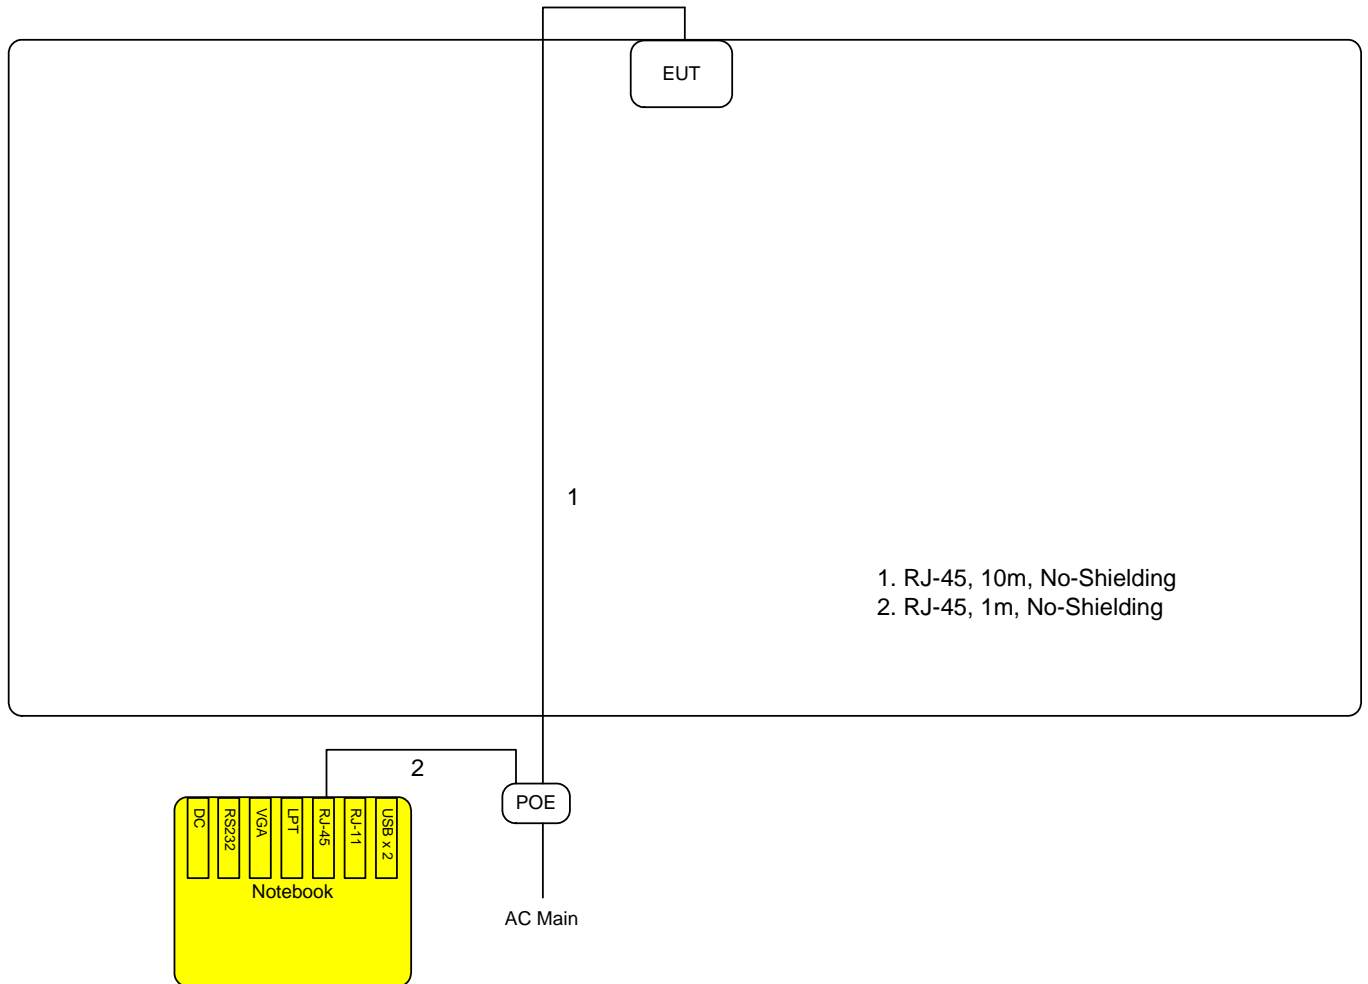 EUT
1
1. RJ-45, 10m, No-Shielding
2. RJ-45, 1m, No-Shielding
2
POE
DC
RS232
VGA
LPT
RJ-45
RJ-11
USB x 2
Notebook
AC Main